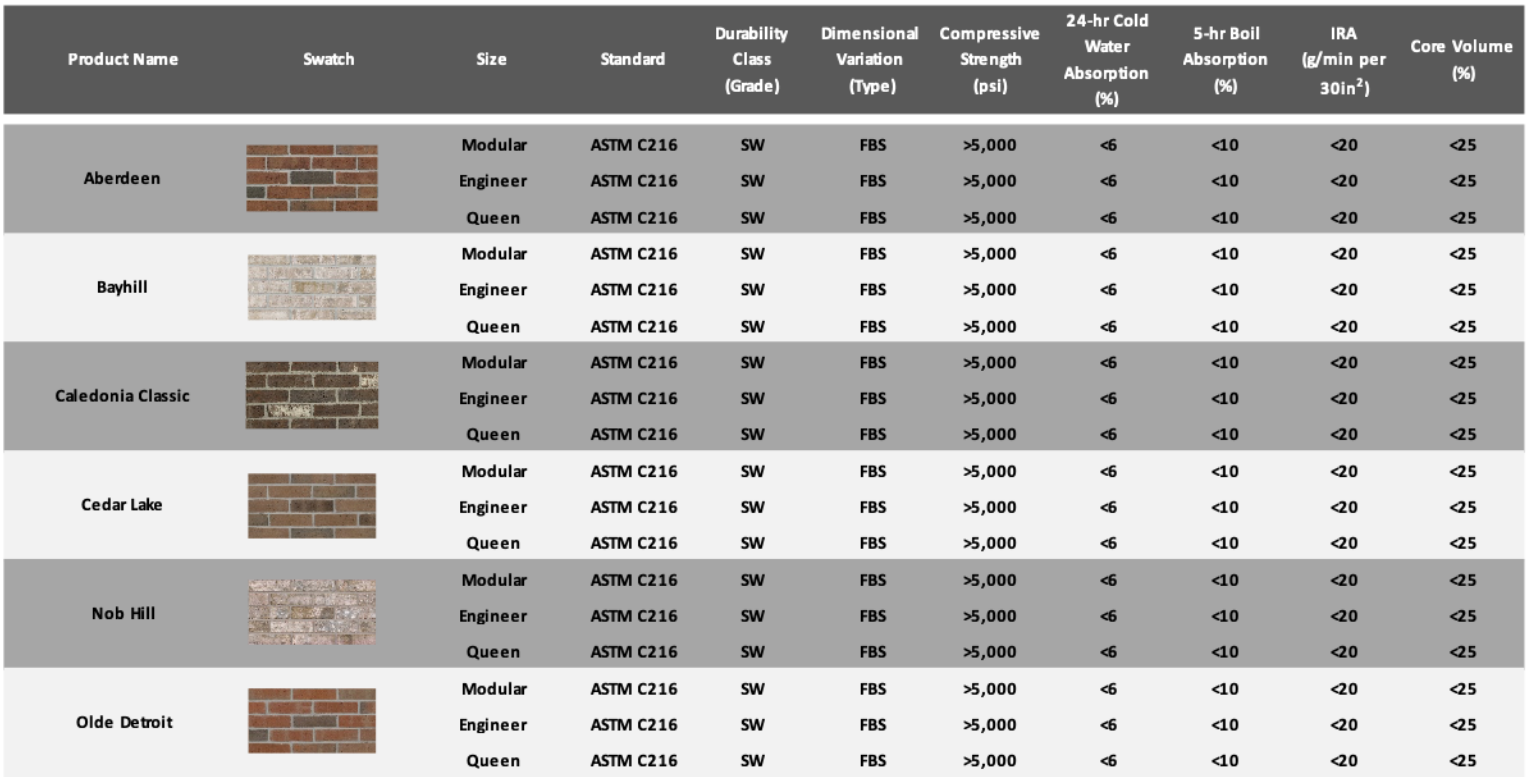 Product Name Swatch Size Standard Durability Class (Grade) Dimensional Variation (Type) Compressive Strength (psi) 24-hr Cold Water Absorption (%) 5-hr Boil Absorption (%) IRA (g/min per 30in²) Core Volume (%)
Modular ASTM C216 SW FBS >5,000 <6 <10 <20 <25
Aberdeen Engineer ASTM C216 SW FBS >5,000 <6 <10 <20 <25
Queen ASTM C216 SW FBS >5,000 <6 <10 <20 <25
Modular ASTM C216 SW FBS >5,000 <6 <10 <20 <25
Bayhill Engineer ASTM C216 SW FBS >5,000 <6 <10 <20 <25
Queen ASTM C216 SW FBS >5,000 <6 <10 <20 <25
Modular ASTM C216 SW FBS >5,000 <6 <10 <20 <25
Caledonia Classic Engineer ASTM C216 SW FBS >5,000 <6 <10 <20 <25
Queen ASTM C216 SW FBS >5,000 <6 <10 <20 <25
Modular ASTM C216 SW FBS >5,000 <6 <10 <20 <25
Cedar Lake Engineer ASTM C216 SW FBS >5,000 <6 <10 <20 <25
Queen ASTM C216 SW FBS >5,000 <6 <10 <20 <25
Modular ASTM C216 SW FBS >5,000 <6 <10 <20 <25
Nob Hill Engineer ASTM C216 SW FBS >5,000 <6 <10 <20 <25
Queen ASTM C216 SW FBS >5,000 <6 <10 <20 <25
Modular ASTM C216 SW FBS >5,000 <6 <10 <20 <25
Olde Detroit Engineer ASTM C216 SW FBS >5,000 <6 <10 <20 <25
Queen ASTM C216 SW FBS >5,000 <6 <10 <20 <25